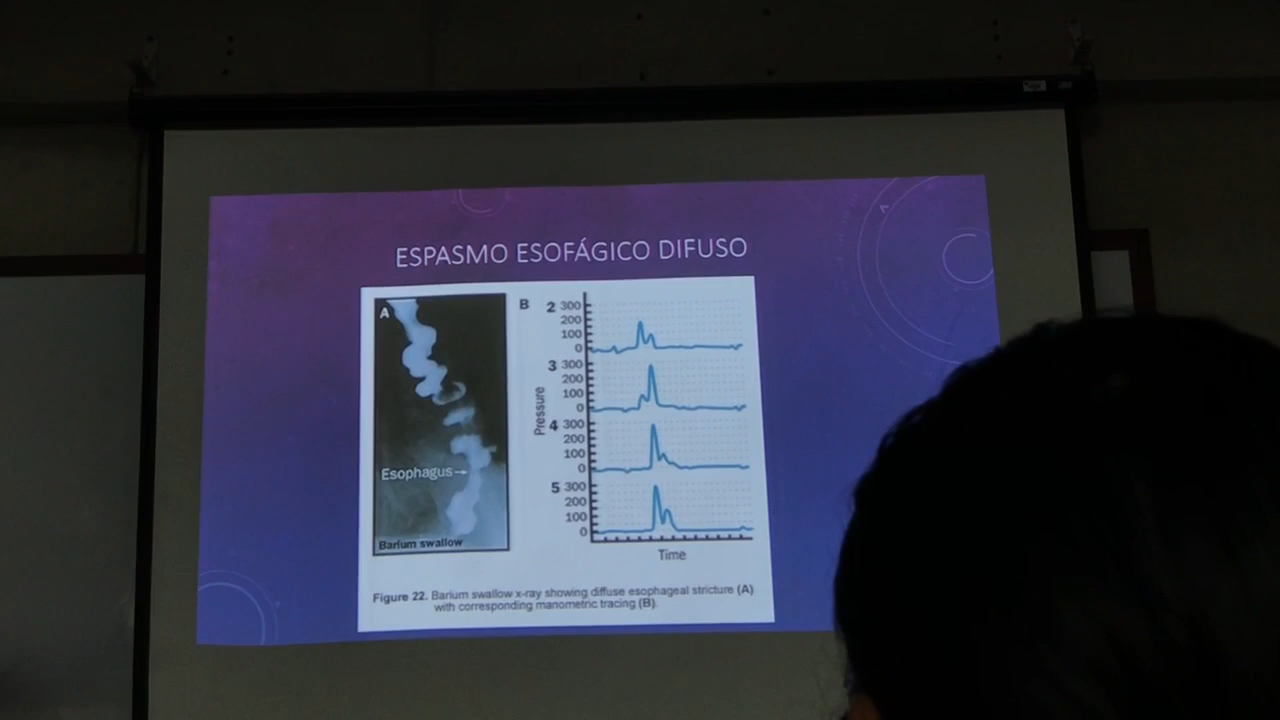 ESPASMO ESOFÁGICO DIFUSO
A
Esophagus
Barium swallow
B
Pressure
2 300
200
100
0
3 300
200
100
0
4 300
200
100
0
5 300
200
100
0
Time
Figure 22. Barium swallow x-ray showing diffuse esophageal stricture (A)
with corresponding manometric tracing (B).